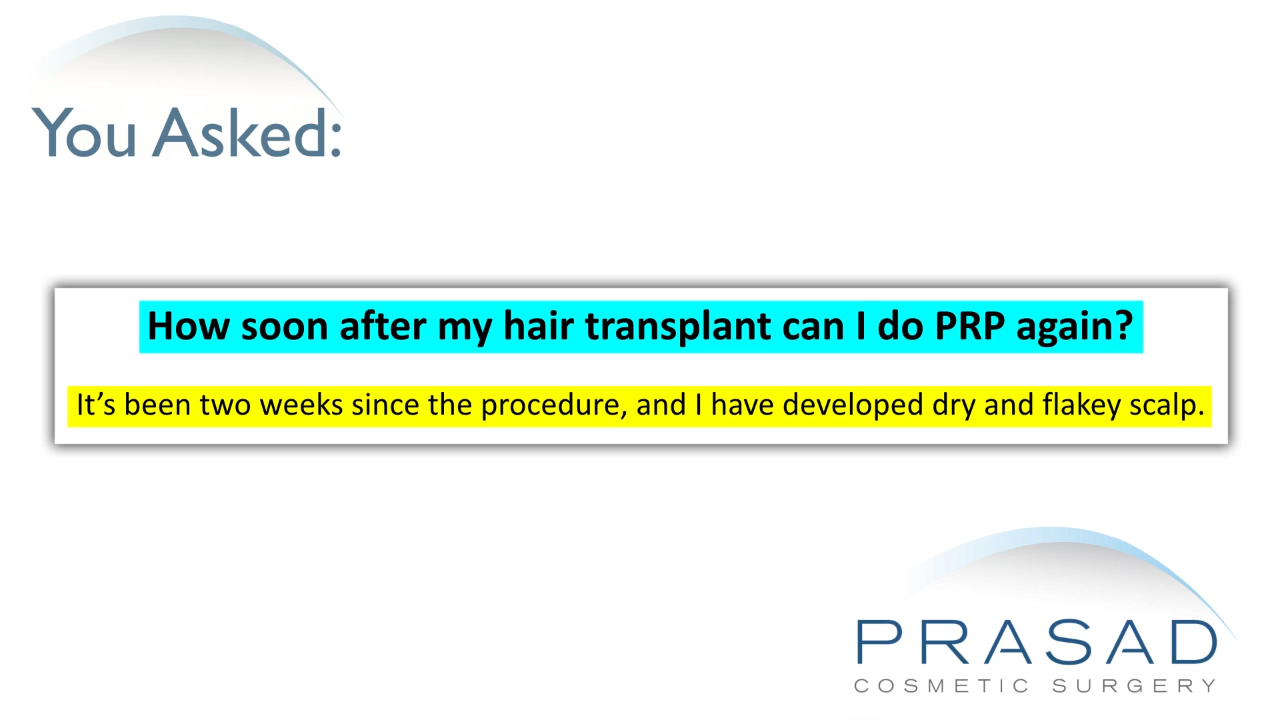 You Asked:
How soon after my hair transplant can I do PRP again?
It’s been two weeks since the procedure, and I have developed dry and flakey scalp.
PRASAD
COSMETIC SURGERY